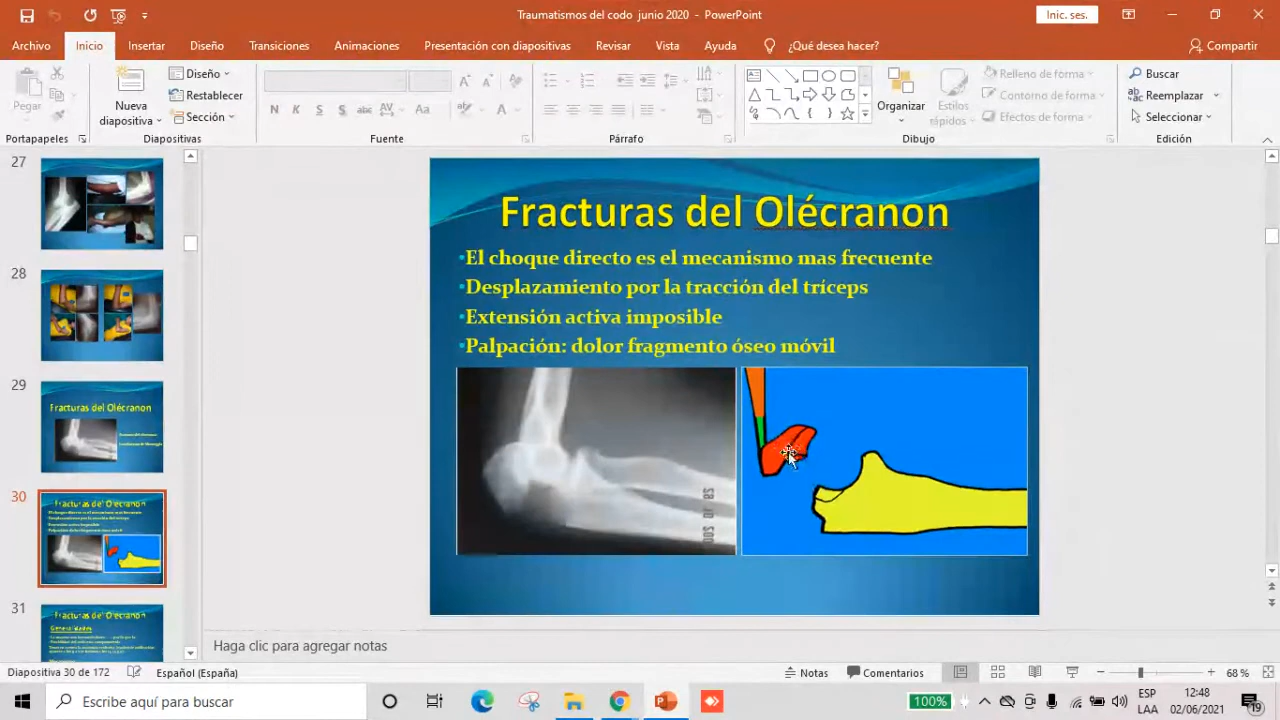 Traumatismos del codo junio 2020 - PowerPoint
Inic. ses.
Archivo
Inicio
Insertar
Diseño
Transiciones
Animaciones
Presentación con diapositivas
Revisar
Vista
Ayuda
¿Qué desea hacer?
Compartir
Pegar
Nueva
diapositiva
Diseño
Restablecer
Sección
N K S S abc AV Aa A
Organizar
Estilos
rápidos
Relleno de forma
Contorno de forma
Efectos de forma
Buscar
Reemplazar
Seleccionar
Portapapeles
Diapositivas
Fuente
Párrafo
Dibujo
Edición
27
28
29
Fracturas del Olécranon
30
Fracturas del Olécranon
31
Fracturas del Olécranon
Generalidades
Fracturas del Olécranon
•El choque directo es el mecanismo mas frecuente
•Desplazamiento por la tracción del tríceps
•Extensión activa imposible
•Palpación: dolor fragmento óseo móvil
Haga clic para agregar notas
Diapositiva 30 de 172
Español (España)
Notas
Comentarios
68 %
Escribe aquí para buscar
100%
ESP
LAA
12:48
02/06/2021
19